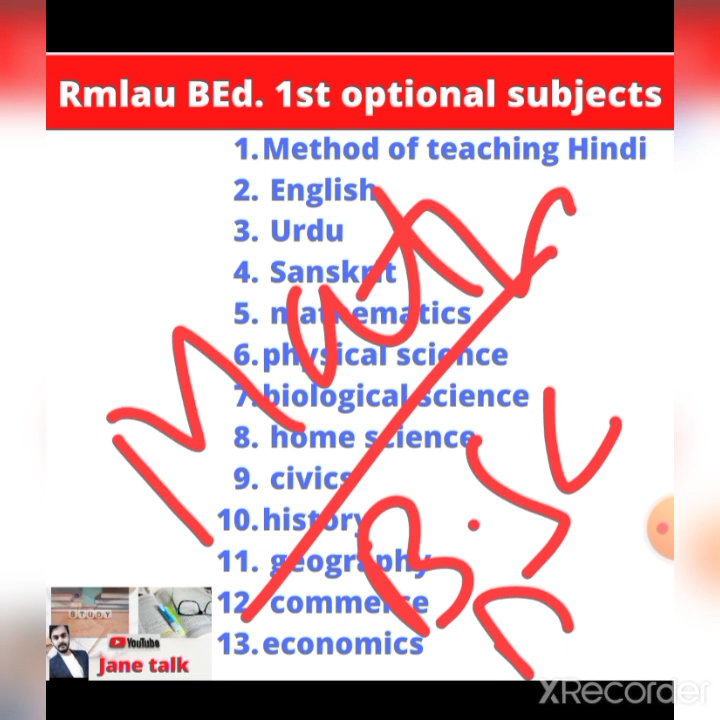 Rmlau BEd. 1st optional subjects
1. Method of teaching Hindi
2. English
3. Urdu
4. Sanskrit
5. mathematics
6. physical science
7. biological science
8. home science
9. civics
10. history
11. geography
12. commerce
13. economics
Math
B.Sc
STUDY
YouTube
Jane talk
XRecorder